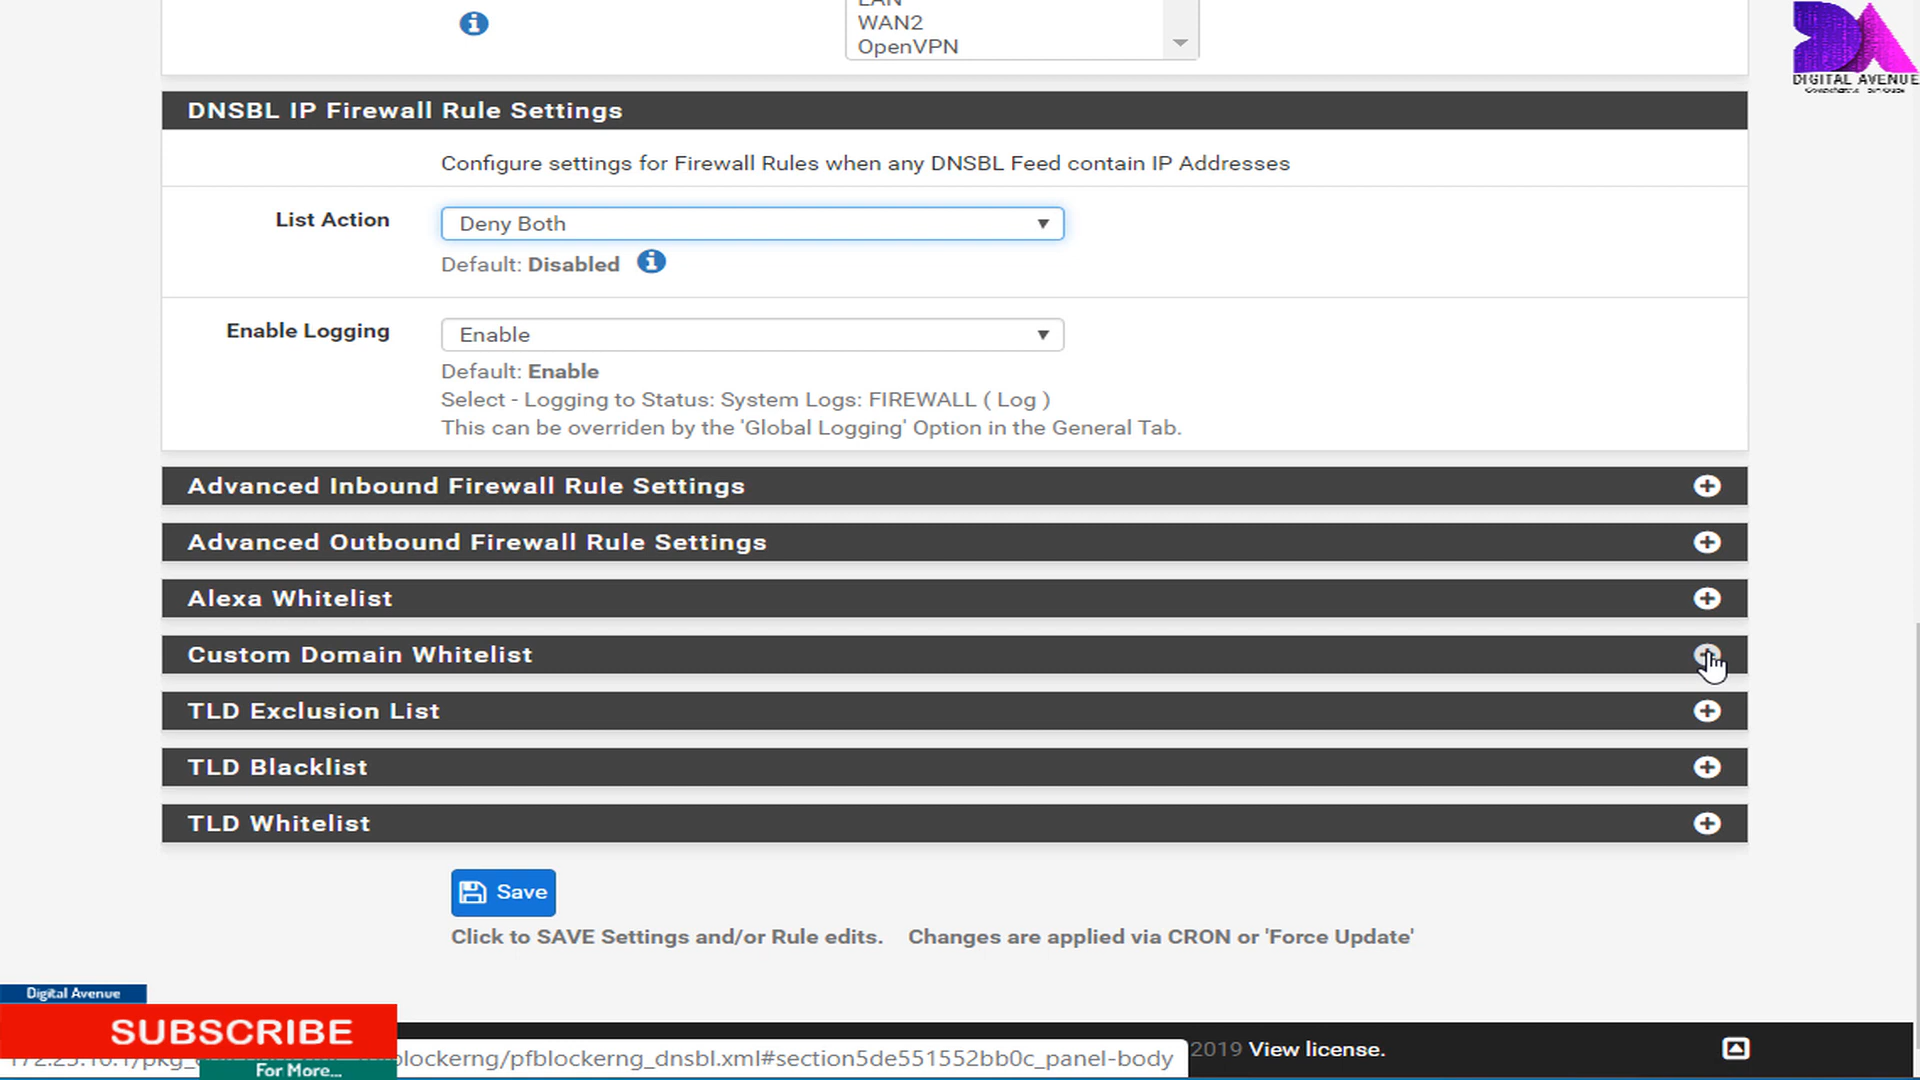 LAN
WAN2
OpenVPN
DIGITAL AVENUE
DNSBL IP Firewall Rule Settings
Configure settings for Firewall Rules when any DNSBL Feed contain IP Addresses
List Action
Deny Both
Default: Disabled
Enable Logging
Enable
Default: Enable
Select - Logging to Status: System Logs: FIREWALL ( Log )
This can be overriden by the 'Global Logging' Option in the General Tab.
Advanced Inbound Firewall Rule Settings
Advanced Outbound Firewall Rule Settings
Alexa Whitelist
Custom Domain Whitelist
TLD Exclusion List
TLD Blacklist
TLD Whitelist
Save
Click to SAVE Settings and/or Rule edits. Changes are applied via CRON or 'Force Update'
Digital Avenue
SUBSCRIBE
2019 View license.
blockerng/pfblockerng_dnsbl.xml#section5de551552bb0c_panel-body
For More...